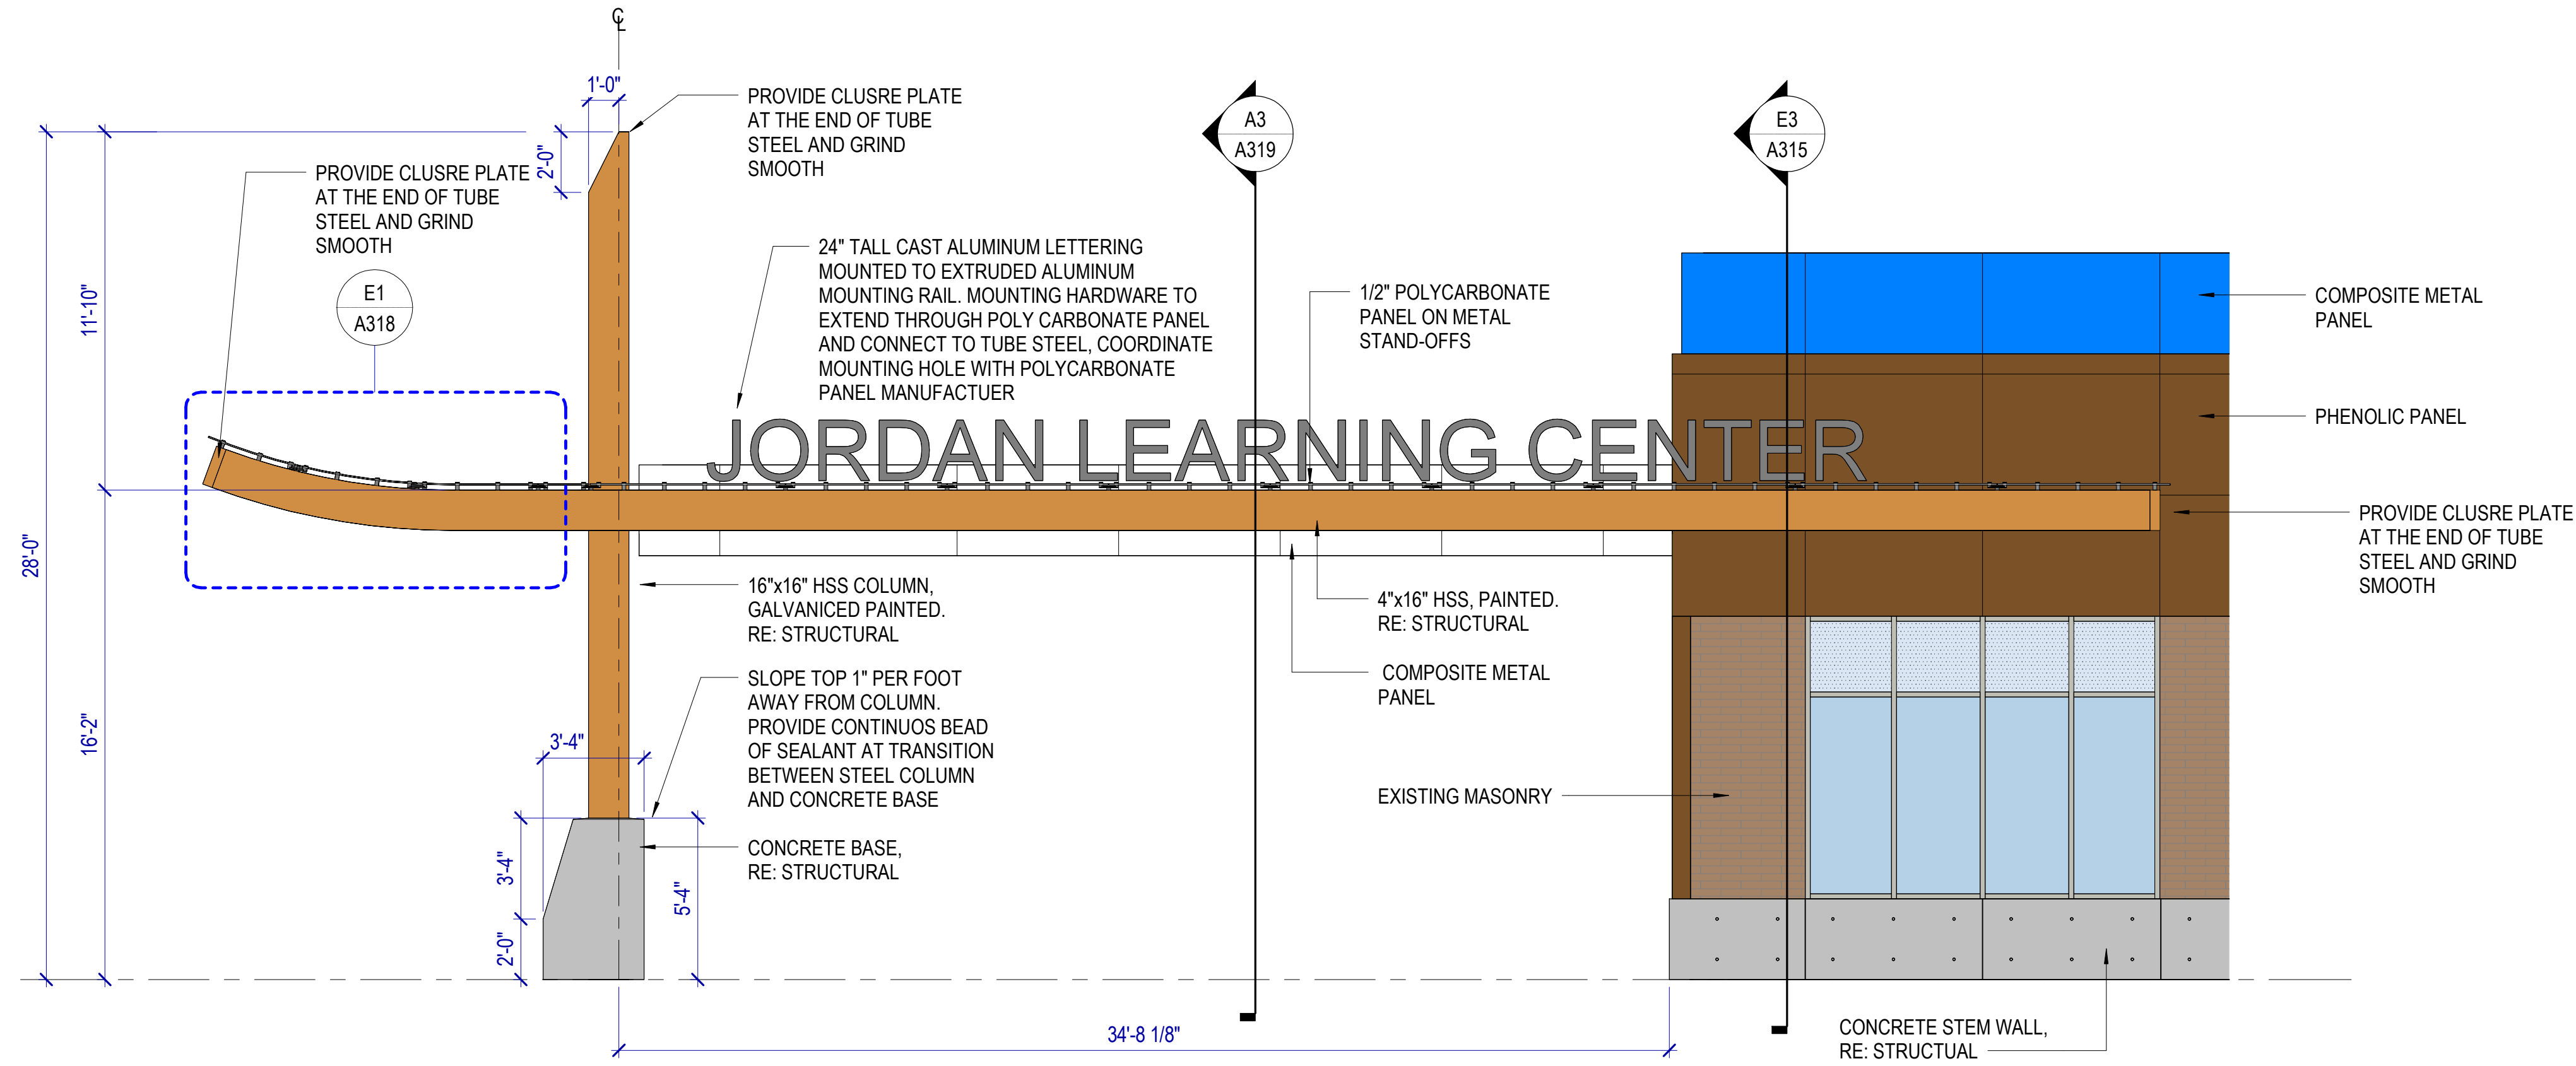 CL
1'-0"
PROVIDE CLUSRE PLATE
AT THE END OF TUBE
STEEL AND GRIND
SMOOTH
2'-0"
PROVIDE CLUSRE PLATE
AT THE END OF TUBE
STEEL AND GRIND
SMOOTH
E1
A318
A3
A319
E3
A315
24" TALL CAST ALUMINUM LETTERING
MOUNTED TO EXTRUDED ALUMINUM
MOUNTING RAIL. MOUNTING HARDWARE TO
EXTEND THROUGH POLY CARBONATE PANEL
AND CONNECT TO TUBE STEEL, COORDINATE
MOUNTING HOLE WITH POLYCARBONATE
PANEL MANUFACTUER
1/2" POLYCARBONATE
PANEL ON METAL
STAND-OFFS
COMPOSITE METAL
PANEL
PHENOLIC PANEL
11'-10"
28'-0"
16'-2"
JORDAN LEARNING CENTER
PROVIDE CLUSRE PLATE
AT THE END OF TUBE
STEEL AND GRIND
SMOOTH
16"x16" HSS COLUMN,
GALVANICED PAINTED.
RE: STRUCTURAL
4"x16" HSS, PAINTED.
RE: STRUCTURAL
COMPOSITE METAL
PANEL
SLOPE TOP 1" PER FOOT
AWAY FROM COLUMN.
PROVIDE CONTINUOS BEAD
OF SEALANT AT TRANSITION
BETWEEN STEEL COLUMN
AND CONCRETE BASE
3'-4"
EXISTING MASONRY
CONCRETE BASE,
RE: STRUCTURAL
3'-4"
5'-4"
2'-0"
34'-8 1/8"
CONCRETE STEM WALL,
RE: STRUCTUAL